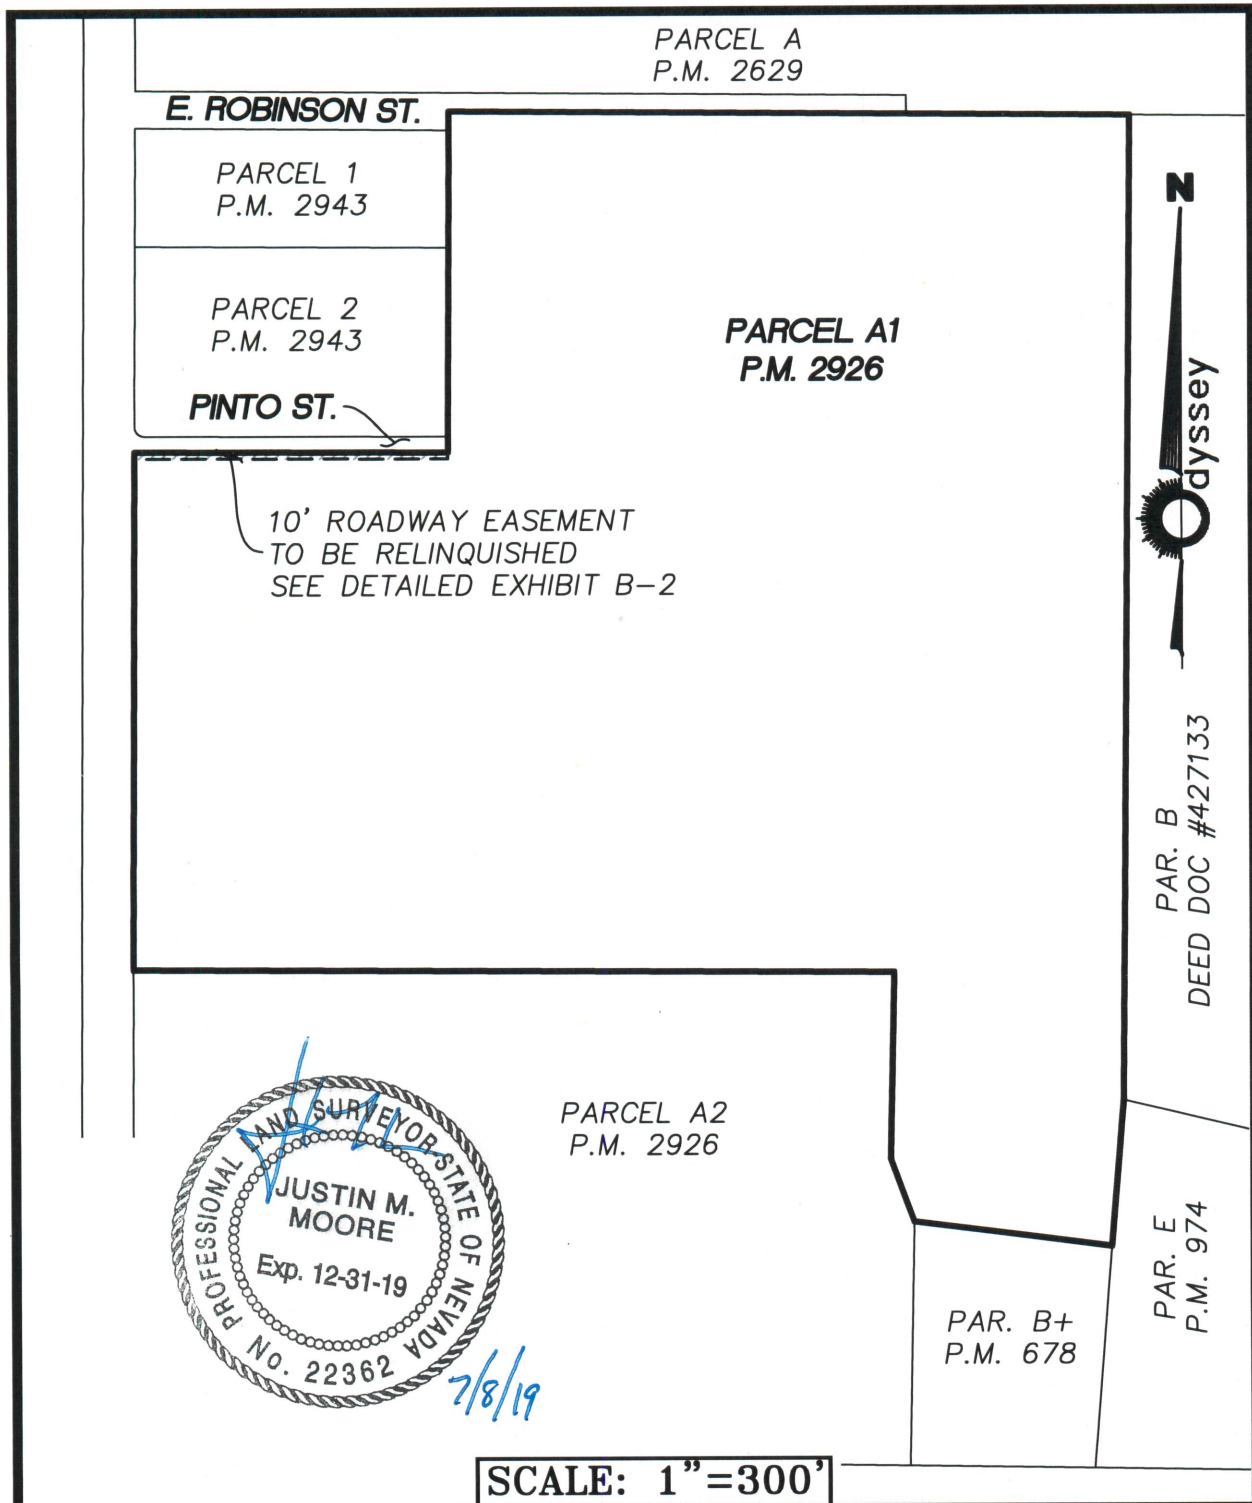 PARCEL A
P.M. 2629
E. ROBINSON ST.
PARCEL 1
P.M. 2943
PARCEL 2
P.M. 2943
PINTO ST.
PARCEL A1
P.M. 2926
N
Odyssey
10' ROADWAY EASEMENT
TO BE RELINQUISHED
SEE DETAILED EXHIBIT B-2
PAR. B
DEED DOC #427133
PARCEL A2
P.M. 2926
PROFESSIONAL LAND SURVEYOR-STATE OF NEVADA
JUSTIN M.
MOORE
Exp. 12-31-19
No. 22362
7/8/19
PAR. E
P.M. 974
PAR. B+
P.M. 678
SCALE: 1"=300'